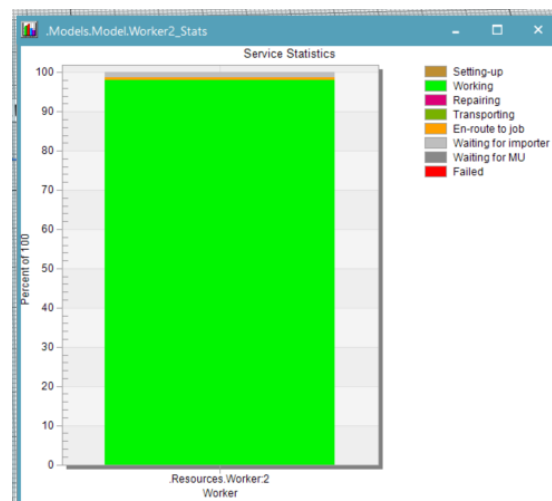 .Models.Model.Worker2_Stats
Service Statistics
100
90
80
70
60
50
40
30
20
10
0
Percent of 100
.Resources.Worker:2
Worker
Setting-up
Working
Repairing
Transporting
En-route to job
Waiting for importer
Waiting for MU
Failed